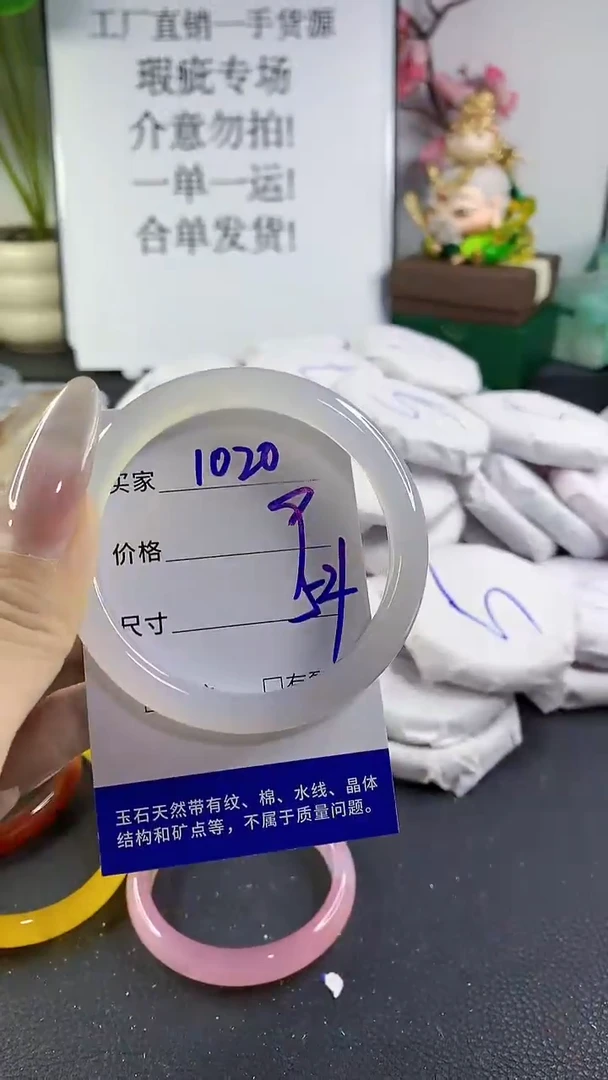 工厂直销一手货源
瑕疵专场
介意勿拍!
一单一运!
合单发货!
买家 1020
价格
尺寸 54
玉石天然带有纹、棉、水线、晶体
结构和矿点等，不属于质量问题。